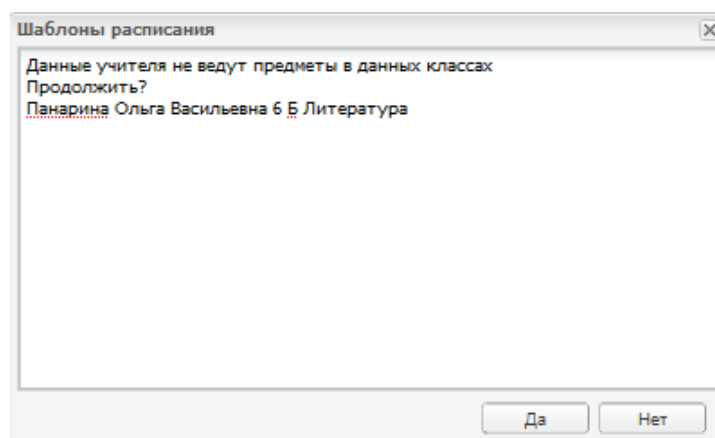 Шаблоны расписания
Данные учителя не ведут предметы в данных классах
Продолжить?
Панарина Ольга Васильевна 6 Б Литература
Да
Нет